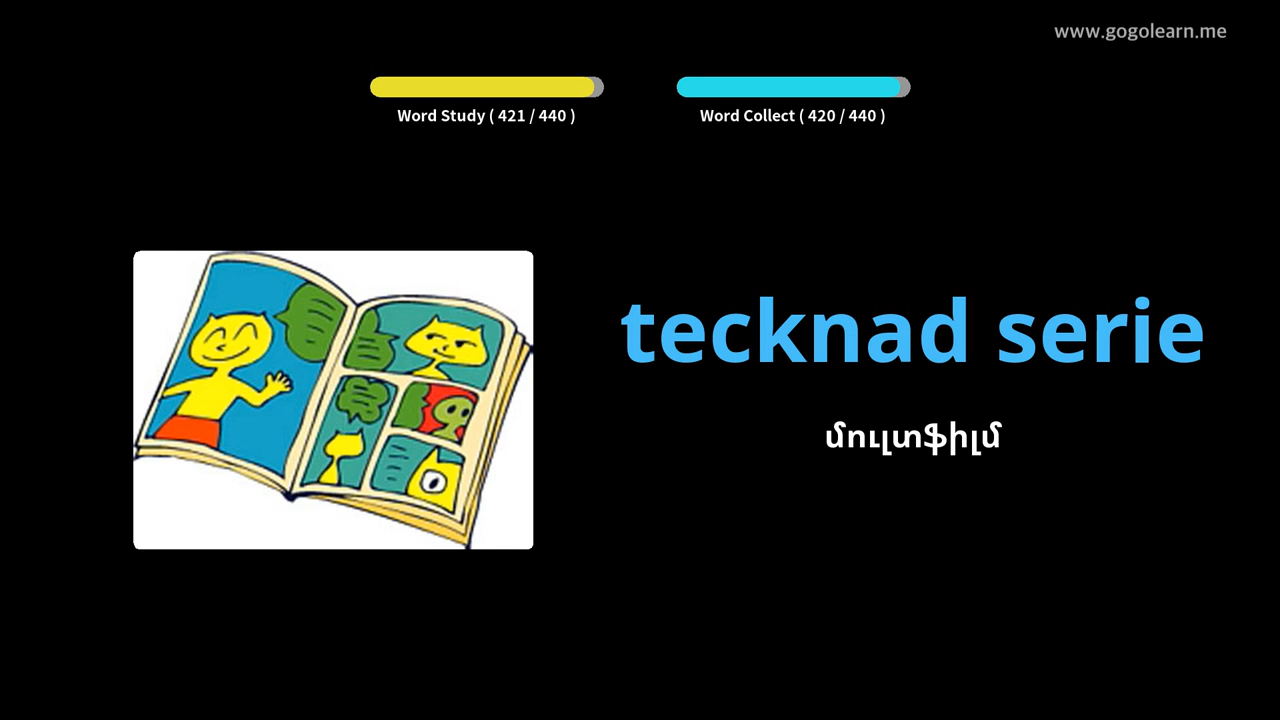 www.gogolearn.me
Word Study ( 421 / 440 )
Word Collect ( 420 / 440 )
tecknad serie
մուլտֆիլմ